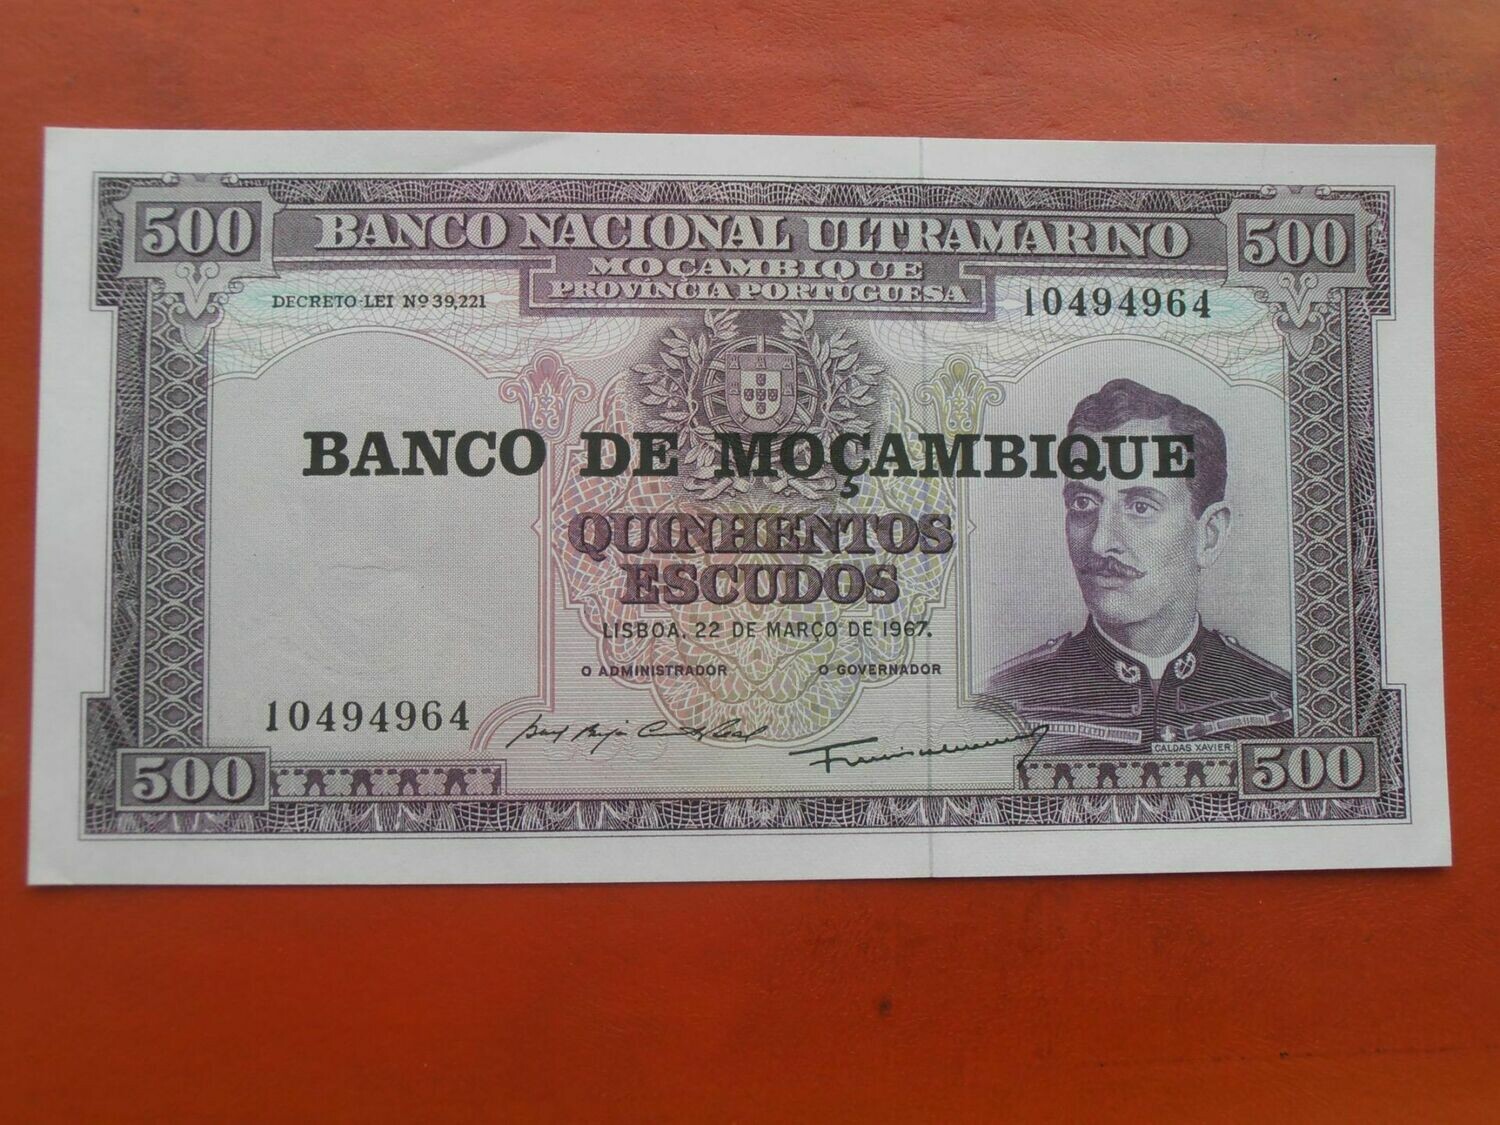 500 BANCO NACIONAL ULTRAMARINO 500
MOÇAMBIQUE
PROVINCIA PORTUGUESA
DECRETO-LEI Nº 39,221
10494964
BANCO DE MOÇAMBIQUE
QUINHENTOS
ESCUDOS
LISBOA, 22 DE MARÇO DE 1967.
O ADMINISTRADOR O GOVERNADOR
10494964
CALDAS XAVIER
500 500